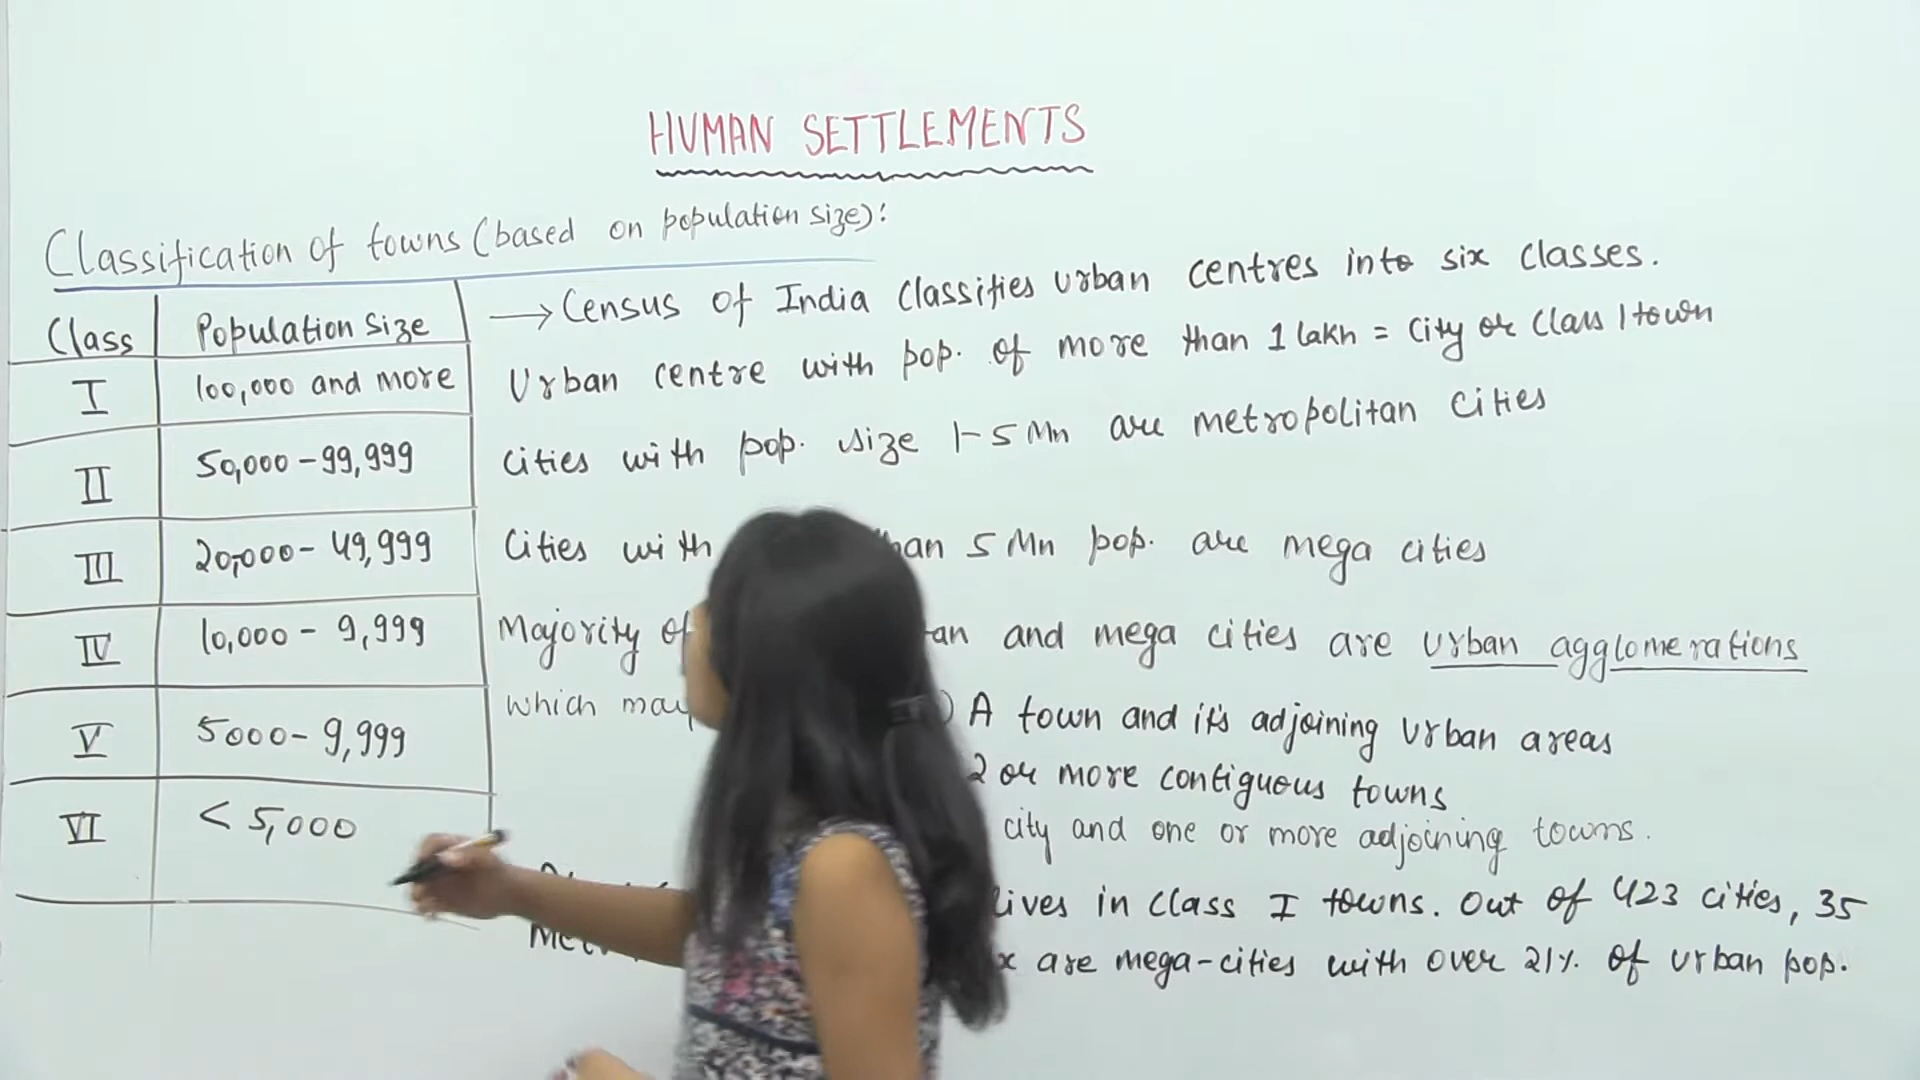 HUMAN SETTLEMENTS
Classification of towns (based on population size):
Class Population Size
I 100,000 and more
II 50,000 - 99,999
III 20,000 - 49,999
IV 10,000 - 9,999
V 5000 - 9,999
VI < 5,000
→ Census of India Classifies urban centres into six classes.
Urban centre with pop. of more than 1 lakh = City or Class 1 town
Cities with pop. size 1-5 Mn are metropolitan cities
Cities with 5 Mn pop. are mega cities
Majority of and mega cities are urban agglomerations
which A town and it's adjoining urban areas
2 or more contiguous towns
city and one or more adjoining towns.
lives in Class I towns. Out of 423 cities, 35
are mega-cities with over 21% of urban pop.